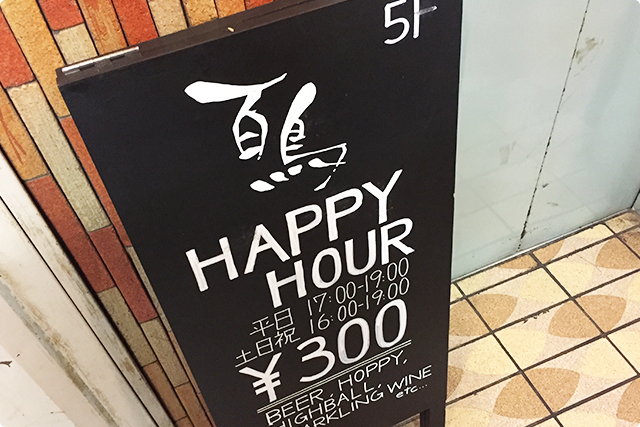 5F
百鳥
HAPPY
HOUR
平日 17:00-19:00
土日祝 16:00-19:00
¥300
BEER, HOPPY,
HIGHBALL,
SPARKLING WINE
etc...